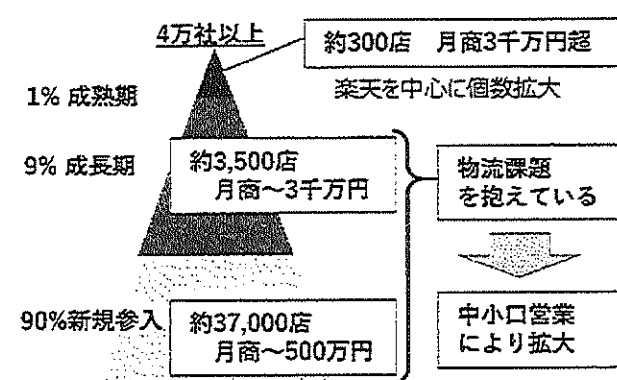 4万社以上
約300店　月商3千万円超
楽天を中心に個数拡大
1% 成熟期
9% 成長期
約3,500店
月商～3千万円
物流課題
を抱えている
90%新規参入
約37,000店
月商～500万円
中小口営業
により拡大